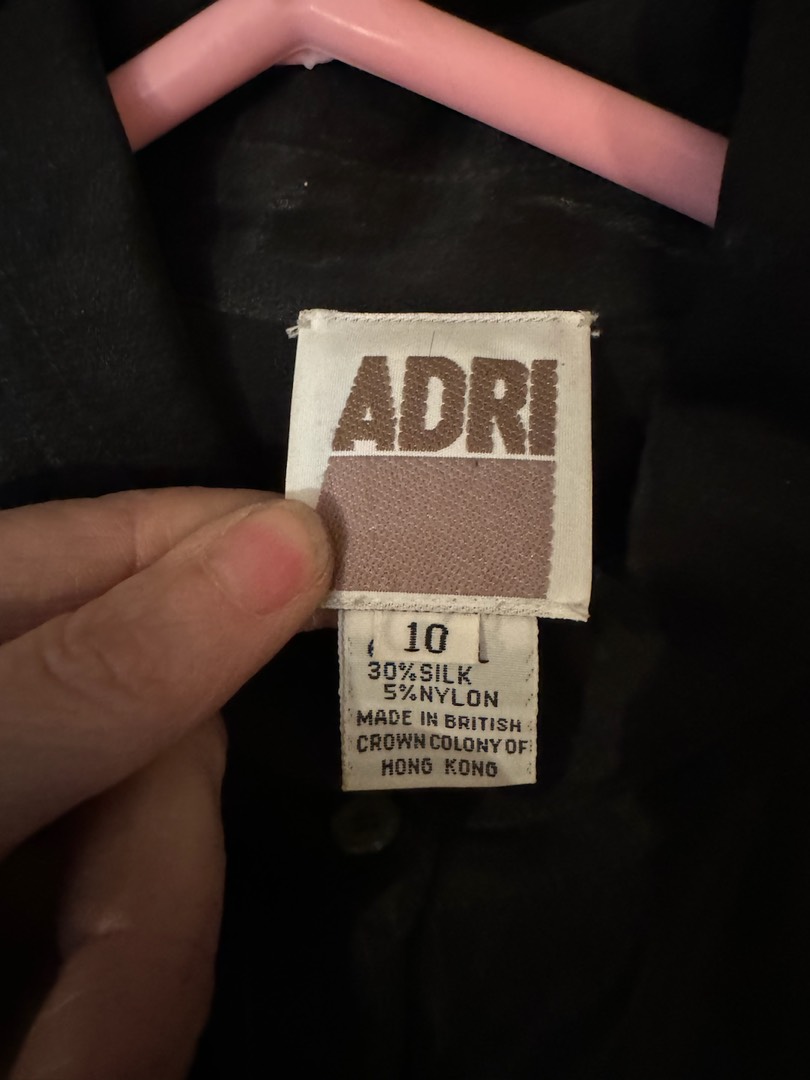 ADRI
10
30%SILK
5%NYLON
MADE IN BRITISH
CROWN COLONY OF
HONG KONG